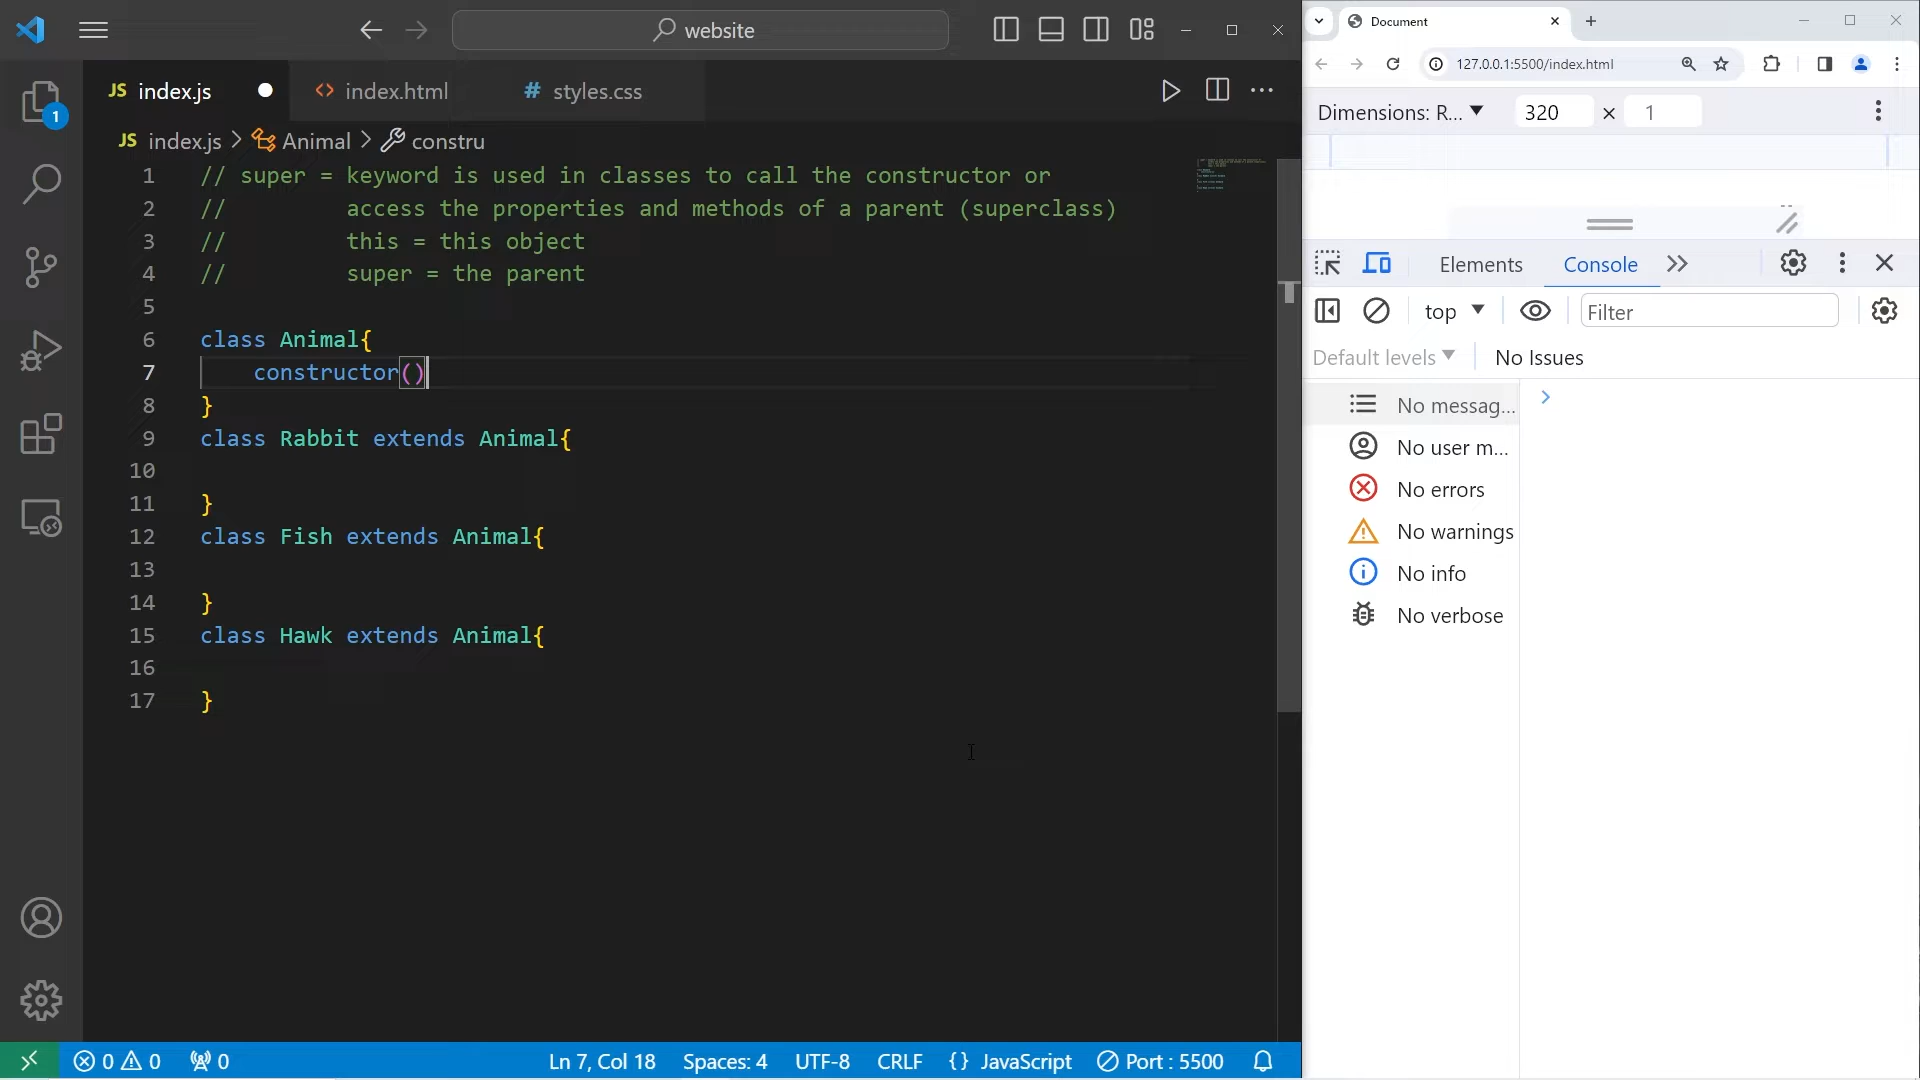 website
JS index.js
<> index.html
# styles.css
JS index.js > Animal > constru
1 // super = keyword is used in classes to call the constructor or
2 //         access the properties and methods of a parent (superclass)
3 //         this = this object
4 //         super = the parent
5
6 class Animal{
7     constructor()
8 }
9 class Rabbit extends Animal{
10
11 }
12 class Fish extends Animal{
13
14 }
15 class Hawk extends Animal{
16
17 }
1
0 0 0
Ln 7, Col 18
Spaces: 4
UTF-8
CRLF
{} JavaScript
Port : 5500
Document
127.0.0.1:5500/index.html
Dimensions: R... 320 × 1
Elements
Console
top
Filter
Default levels
No Issues
No messag...
No user m...
No errors
No warnings
No info
No verbose